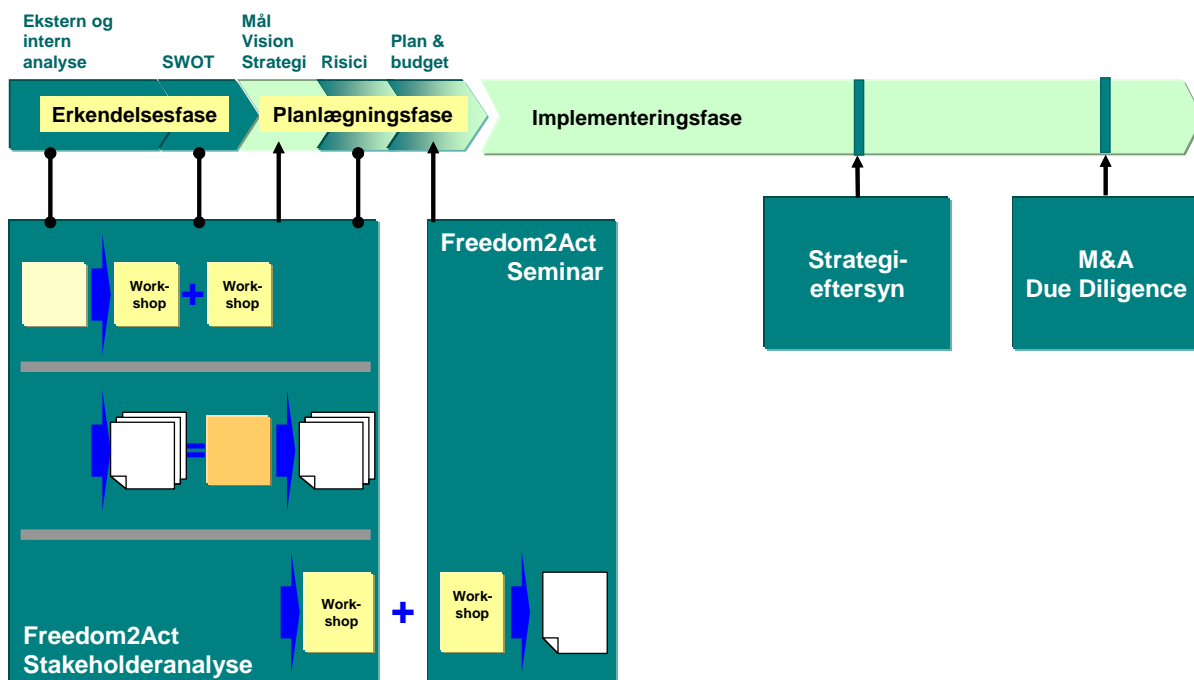 Ekstern og
intern
analyse
SWOT
Mål
Vision
Strategi
Risici
Plan &
budget
Erkendelsesfase
Planlægningsfase
Implementeringsfase
Freedom2Act
Seminar
Strategi-
eftersyn
M&A
Due Diligence
Work-
shop
+
Work-
shop
=
Work-
shop
+
Work-
shop
Freedom2Act
Stakeholderanalyse